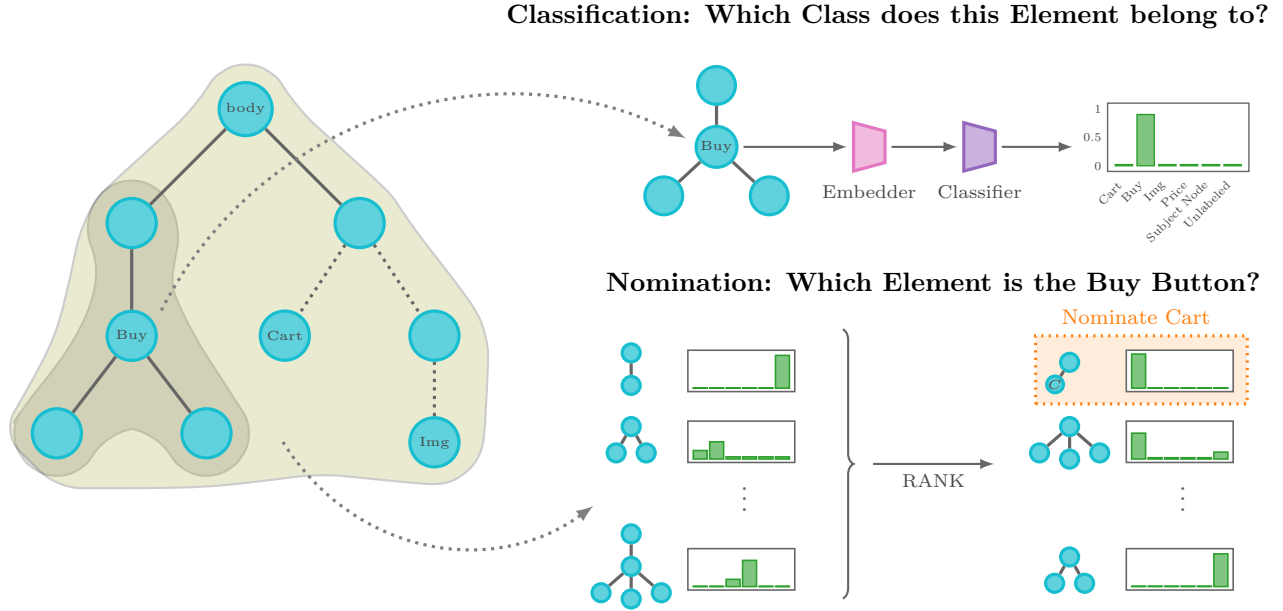 Classification: Which Class does this Element belong to?
body
Buy
Cart
Img
Buy
Embedder
Classifier
1
0.5
0
Cart
Buy
Img
Price
Subject Node
Unlabeled
Nomination: Which Element is the Buy Button?
Nominate Cart
C
RANK